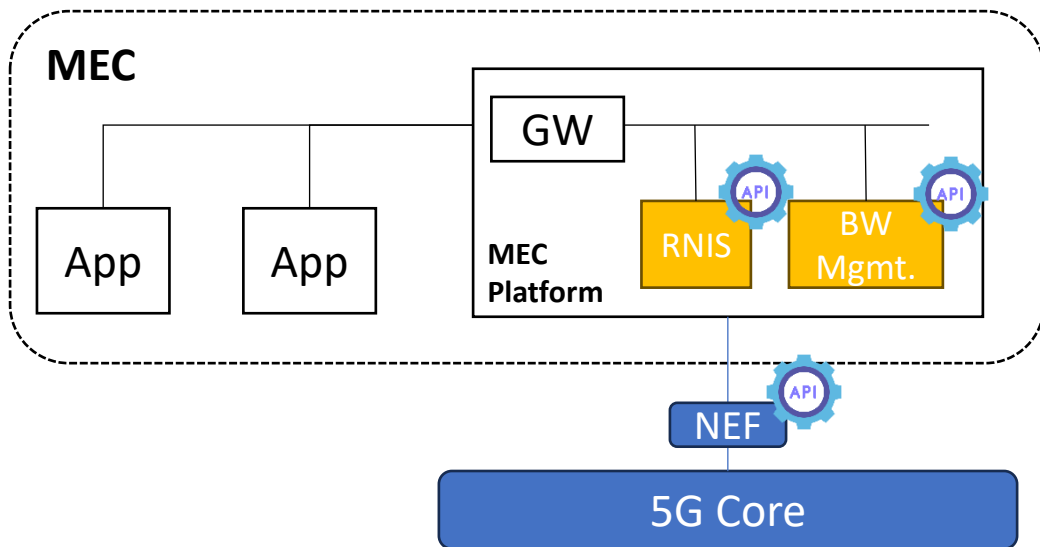 MEC
GW
API
API
App
App
RNIS
BW
Mgmt.
MEC
Platform
API
NEF
5G Core